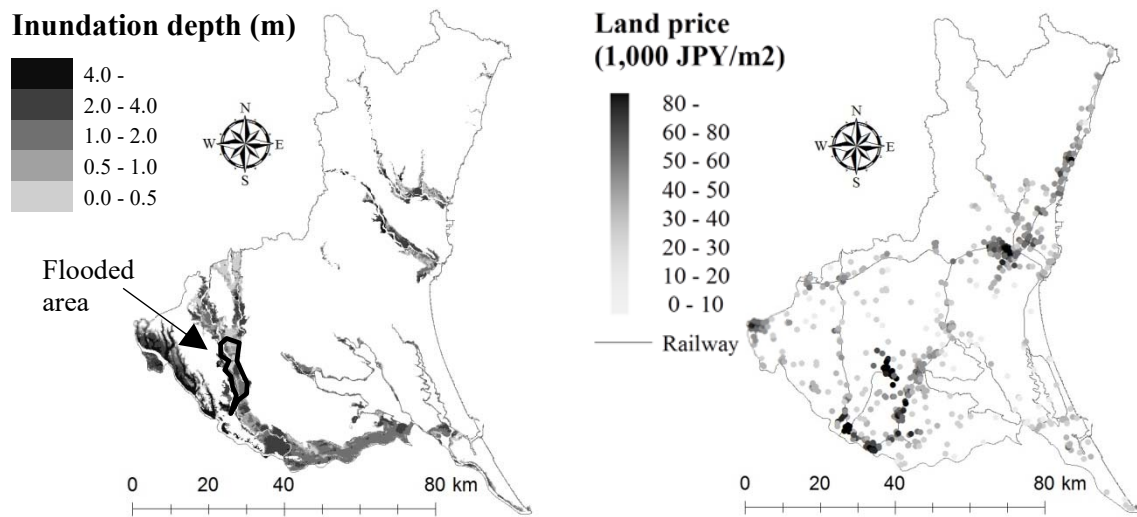 Inundation depth (m)
4.0 -
2.0 - 4.0
1.0 - 2.0
0.5 - 1.0
0.0 - 0.5
N
W E
S
Flooded
area
0 20 40 80 km
Land price
(1,000 JPY/m2)
80 -
60 - 80
50 - 60
40 - 50
30 - 40
20 - 30
10 - 20
0 - 10
Railway
N
W E
S
0 20 40 80 km